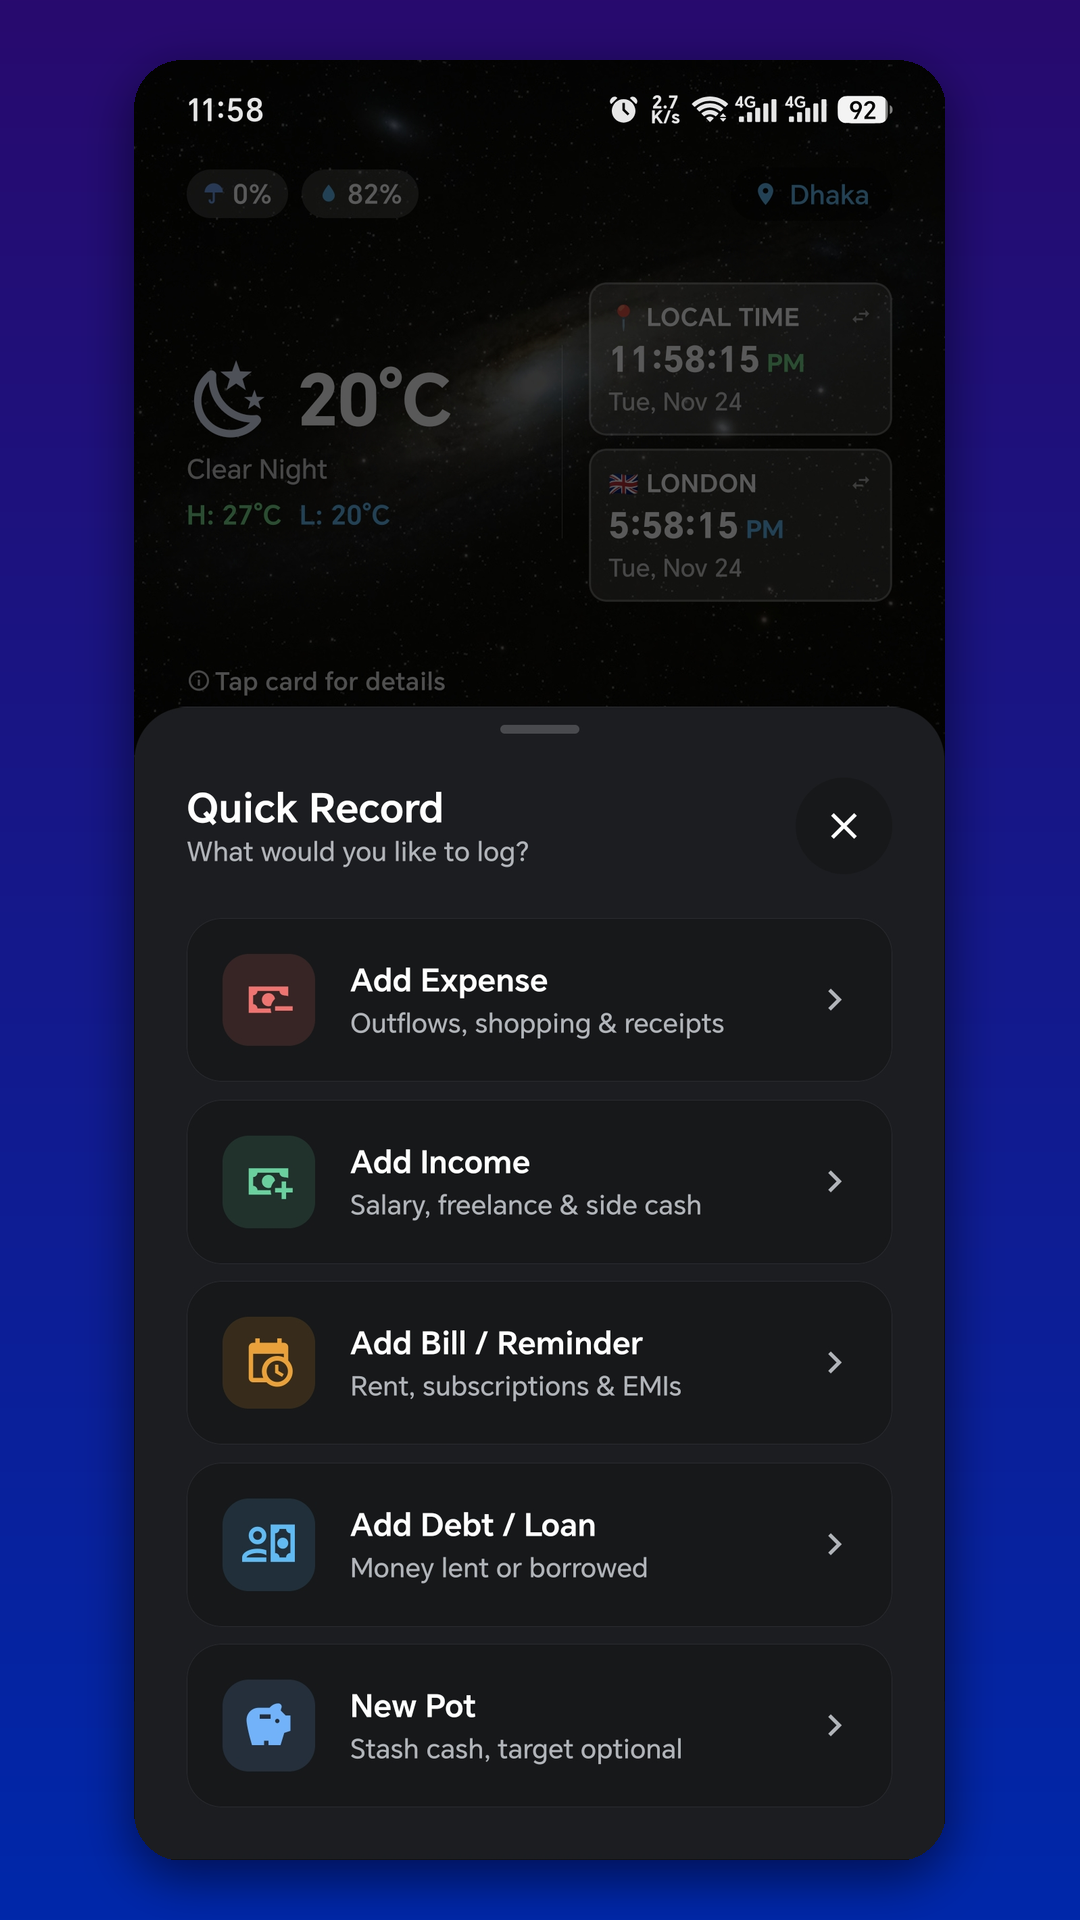 11:58
2.7
K/s
4G
4G
92
0%
82%
Dhaka
LOCAL TIME
11:58:15 PM
Tue, Nov 24
20°C
Clear Night
H: 27°C L: 20°C
LONDON
5:58:15 PM
Tue, Nov 24
Tap card for details
Quick Record
What would you like to log?
Add Expense
Outflows, shopping & receipts
Add Income
Salary, freelance & side cash
Add Bill / Reminder
Rent, subscriptions & EMIs
Add Debt / Loan
Money lent or borrowed
New Pot
Stash cash, target optional